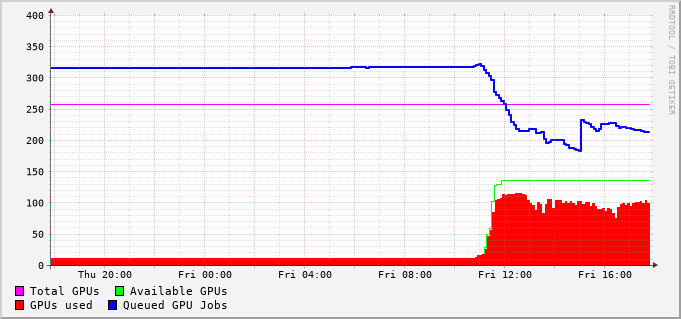 400
350
300
250
200
150
100
50
0
Thu 20:00 Fri 00:00 Fri 04:00 Fri 08:00 Fri 12:00 Fri 16:00
Total GPUs Available GPUs
GPUs used Queued GPU Jobs
RRDTOOL / TOBI OETIKER